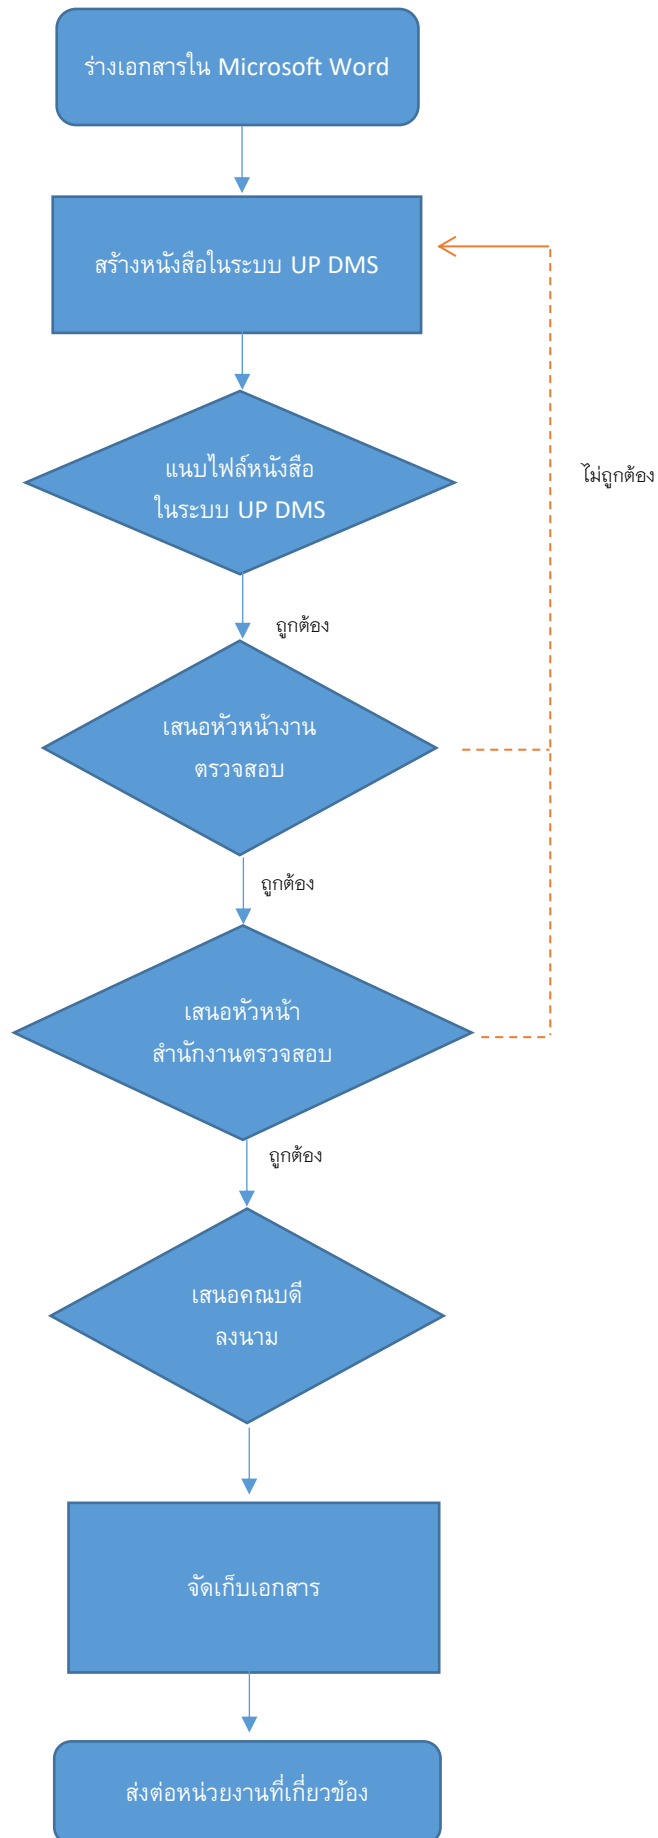 ร่างเอกสารใน Microsoft Word
สร้างหนังสือในระบบ UP DMS
แนบไฟล์หนังสือ
ในระบบ UP DMS
ไม่ถูกต้อง
ถูกต้อง
เสนอหัวหน้างาน
ตรวจสอบ
ถูกต้อง
เสนอหัวหน้า
สำนักงานตรวจสอบ
ถูกต้อง
เสนอคณบดี
ลงนาม
จัดเก็บเอกสาร
ส่งต่อหน่วยงานที่เกี่ยวข้อง